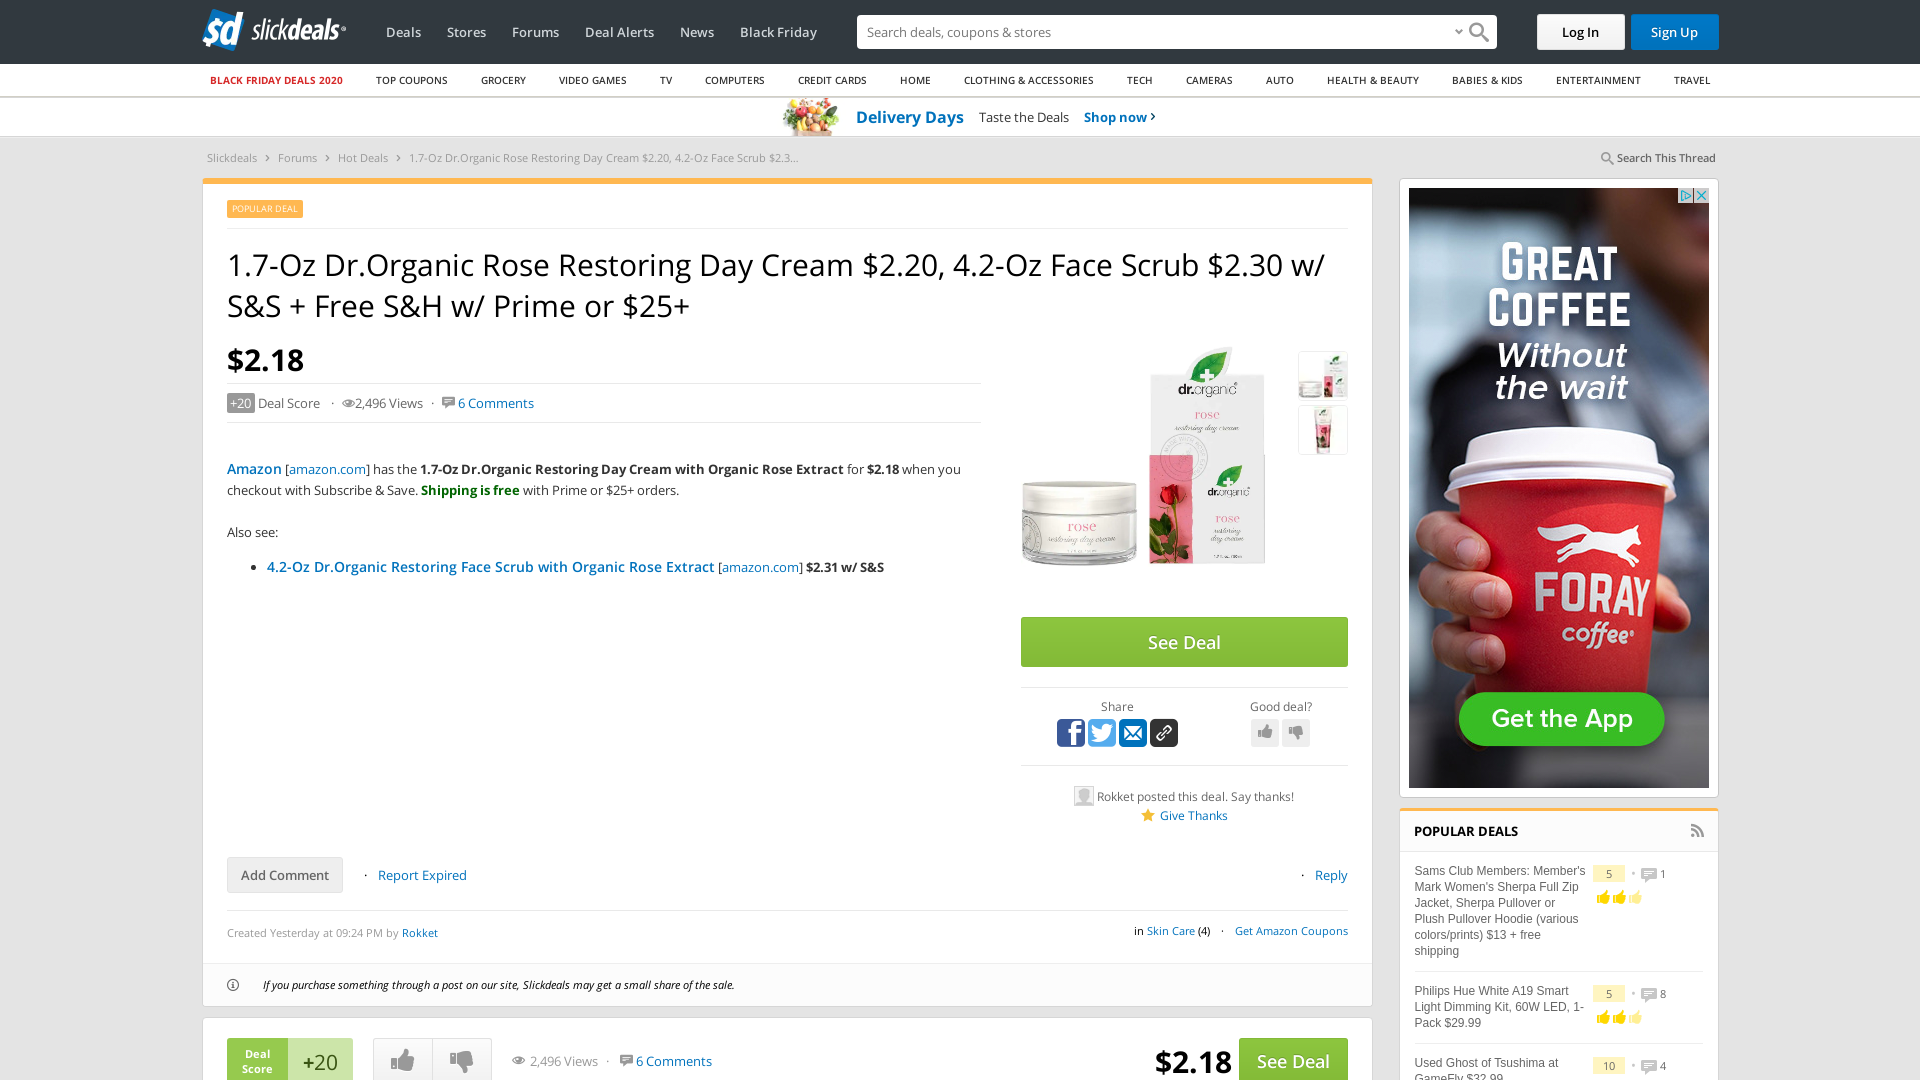 sd slickdeals
Deals
Stores
Forums
Deal Alerts
News
Black Friday
Search deals, coupons & stores
Log In
Sign Up
BLACK FRIDAY DEALS 2020
TOP COUPONS
GROCERY
VIDEO GAMES
TV
COMPUTERS
CREDIT CARDS
HOME
CLOTHING & ACCESSORIES
TECH
CAMERAS
AUTO
HEALTH & BEAUTY
BABIES & KIDS
ENTERTAINMENT
TRAVEL
Delivery Days Taste the Deals Shop now ›
Slickdeals › Forums › Hot Deals › 1.7-Oz Dr.Organic Rose Restoring Day Cream $2.20, 4.2-Oz Face Scrub $2.3...
Search This Thread
POPULAR DEAL
1.7-Oz Dr.Organic Rose Restoring Day Cream $2.20, 4.2-Oz Face Scrub $2.30 w/
S&S + Free S&H w/ Prime or $25+
$2.18
+20 Deal Score · 2,496 Views · 6 Comments
Amazon [amazon.com] has the 1.7-Oz Dr.Organic Restoring Day Cream with Organic Rose Extract for $2.18 when you
checkout with Subscribe & Save. Shipping is free with Prime or $25+ orders.
Also see:
• 4.2-Oz Dr.Organic Restoring Face Scrub with Organic Rose Extract [amazon.com] $2.31 w/ S&S
dr.organic
rose
restoring day cream
dr.organic
rose
restoring
day cream
rose
restoring day cream
See Deal
Share
Good deal?
Rokket posted this deal. Say thanks!
Give Thanks
Add Comment
· Report Expired
· Reply
Created Yesterday at 09:24 PM by Rokket
in Skin Care (4) · Get Amazon Coupons
If you purchase something through a post on our site, Slickdeals may get a small share of the sale.
Deal
Score
+20
2,496 Views · 6 Comments
$2.18
See Deal
GREAT
COFFEE
Without
the wait
FORAY
coffee®
Get the App
POPULAR DEALS
Sams Club Members: Member's
Mark Women's Sherpa Full Zip
Jacket, Sherpa Pullover or
Plush Pullover Hoodie (various
colors/prints) $13 + free
shipping
5 • 1
Philips Hue White A19 Smart
Light Dimming Kit, 60W LED, 1-
Pack $29.99
5 • 8
Used Ghost of Tsushima at
GameFly $32.99
10 • 4